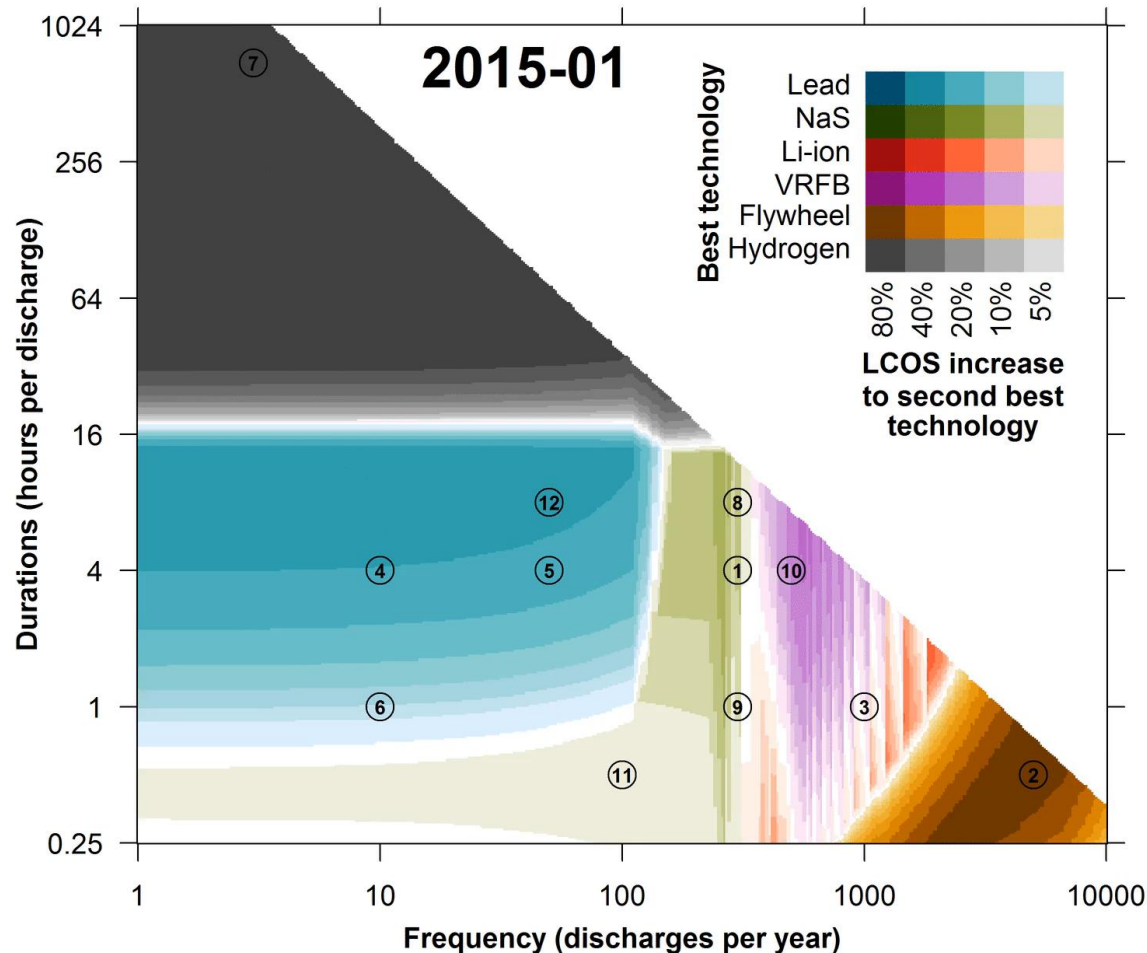 2015-01
1024
256
64
16
4
1
0.25
Durations (hours per discharge)
1
10
100
1000
10000
Frequency (discharges per year)
Best technology
Lead
NaS
Li-ion
VRFB
Flywheel
Hydrogen
80%
40%
20%
10%
5%
LCOS increase
to second best
technology
7
12
8
4
5
1
10
6
9
3
11
2